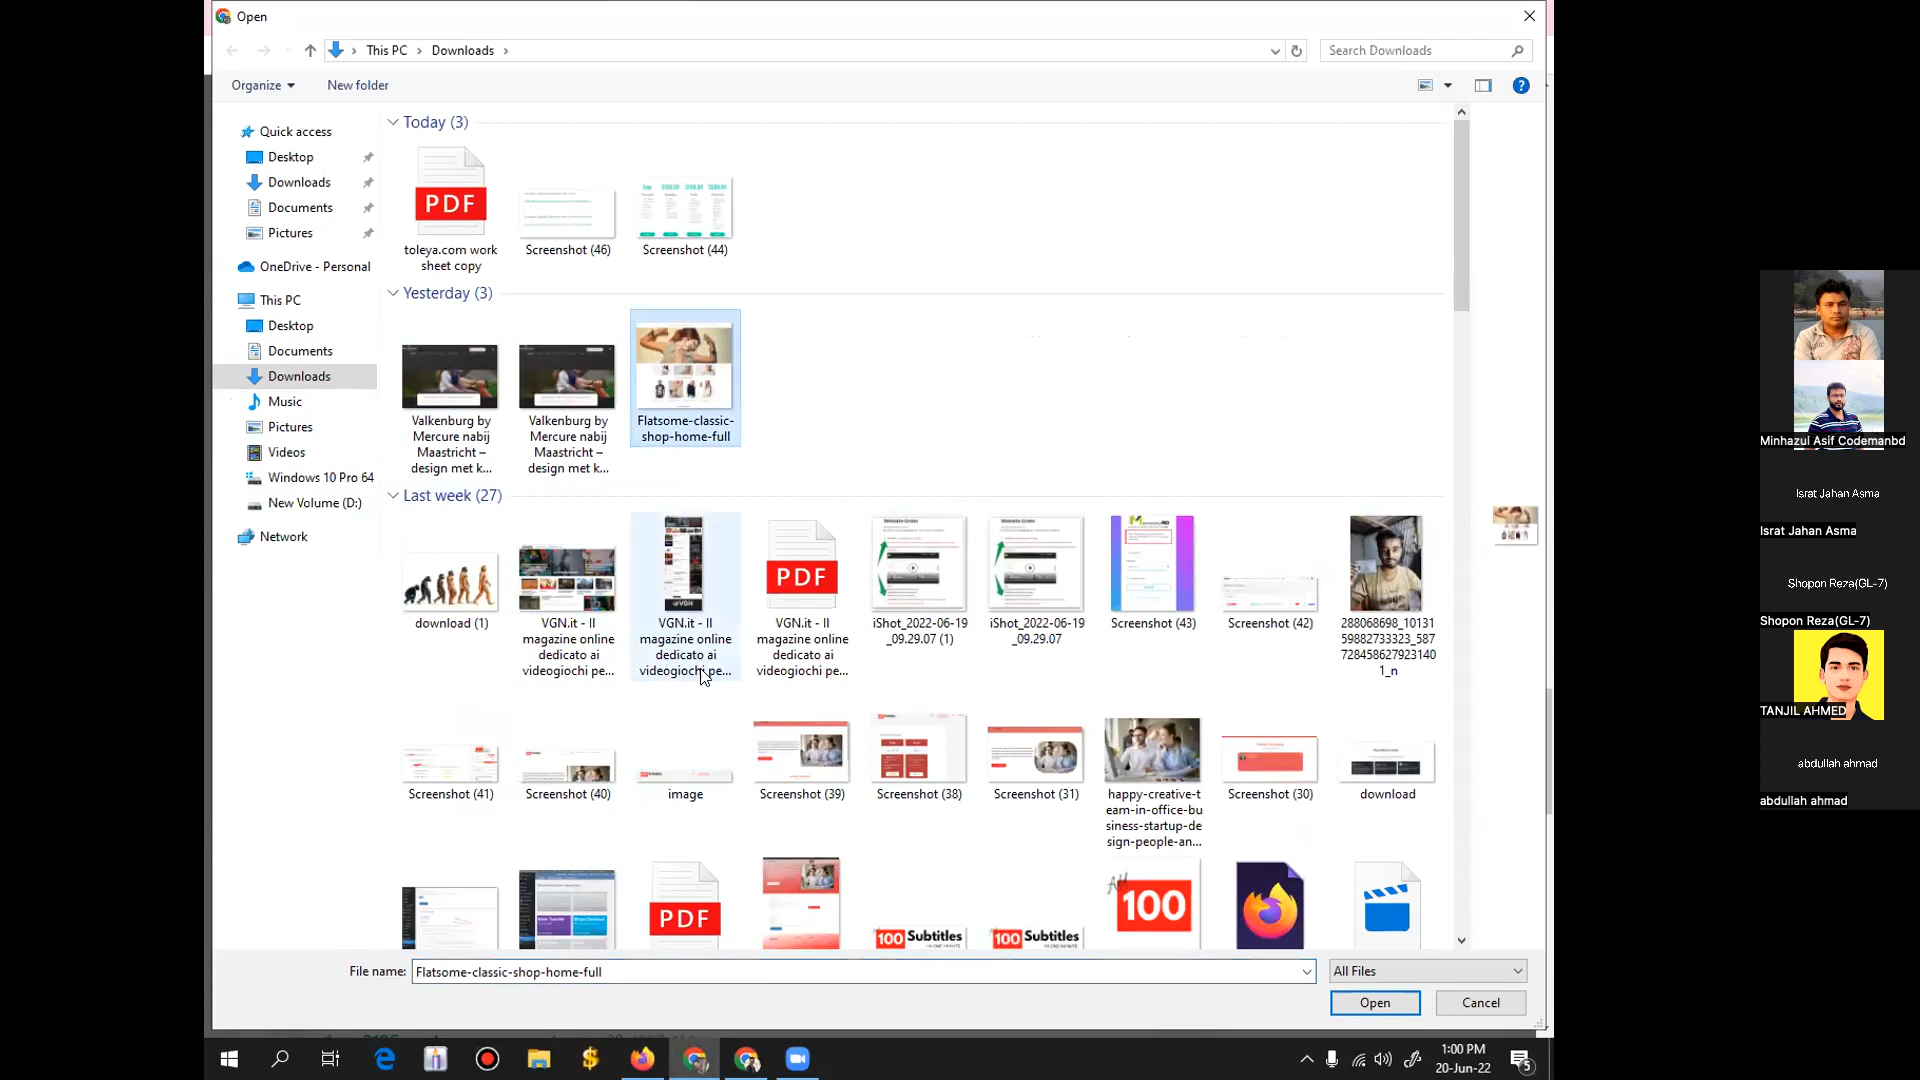 Open
This PC > Downloads >
Search Downloads
Organize
New folder
Quick access
Desktop
Downloads
Documents
Pictures
OneDrive - Personal
This PC
Desktop
Documents
Downloads
Music
Pictures
Videos
Windows 10 Pro 64
New Volume (D:)
Network
Today (3)
PDF
toleya.com work
sheet copy
Screenshot (46)
Screenshot (44)
Yesterday (3)
Valkenburg by
Mercure nabij
Maastricht –
design met k...
Valkenburg by
Mercure nabij
Maastricht –
design met k...
Flatsome-classic-
shop-home-full
Last week (27)
download (1)
VGN.it - Il
magazine online
dedicato ai
videogiochi pe...
VGN.it - Il
magazine online
dedicato ai
videogiochi pe...
PDF
VGN.it - Il
magazine online
dedicato ai
videogiochi pe...
iShot_2022-06-19
_09.29.07 (1)
iShot_2022-06-19
_09.29.07
Screenshot (43)
Screenshot (42)
288068698_10131
59882733323_587
728458627923140
1_n
Screenshot (41)
Screenshot (40)
image
Screenshot (39)
Screenshot (38)
Screenshot (31)
happy-creative-t
eam-in-office-bu
siness-startup-de
sign-people-an...
Screenshot (30)
download
PDF
100 Subtitles
100 Subtitles
100
File name:
Flatsome-classic-shop-home-full
All Files
Open
Cancel
1:00 PM
20-Jun-22
5
Minhazul Asif Codemanbd
Israt Jahan Asma
Israt Jahan Asma
Shopon Reza(GL-7)
Shopon Reza(GL-7)
TANJIL AHMED
abdullah ahmad
abdullah ahmad